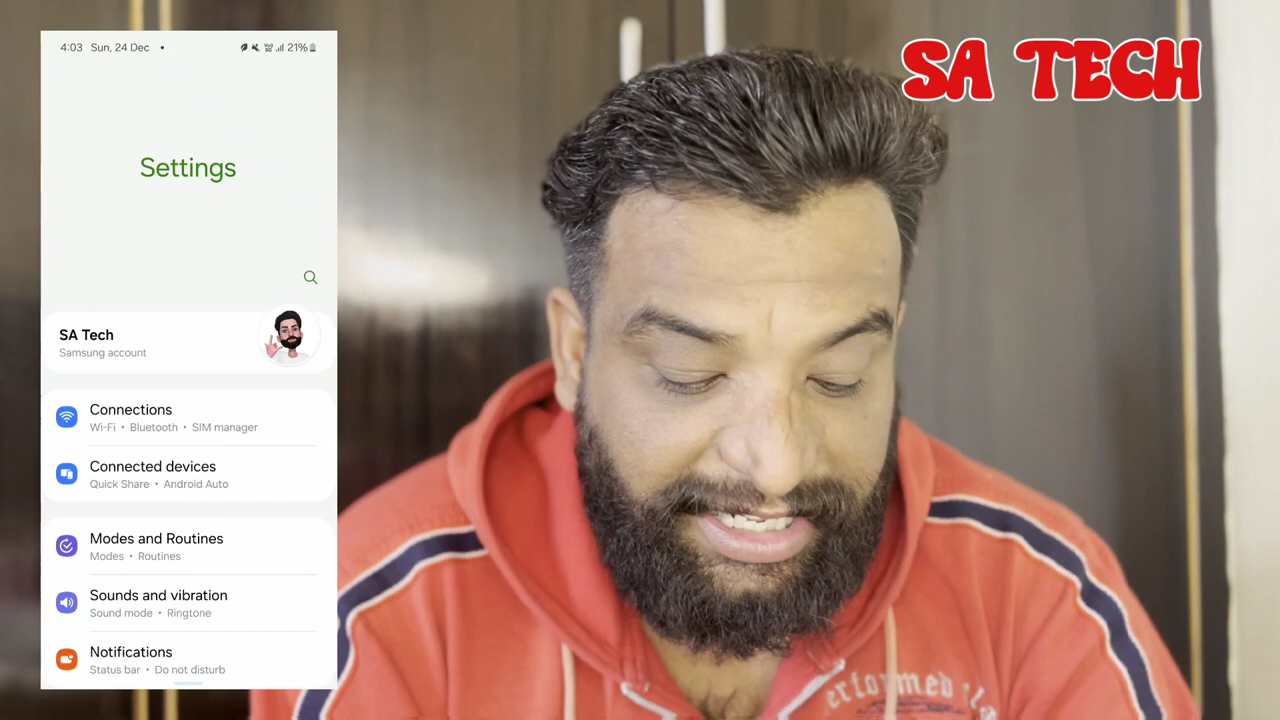 4:03 Sun, 24 Dec • 21%
SA TECH
Settings
SA Tech
Samsung account
Connections
Wi-Fi • Bluetooth • SIM manager
Connected devices
Quick Share • Android Auto
Modes and Routines
Modes • Routines
Sounds and vibration
Sound mode • Ringtone
Notifications
Status bar • Do not disturb